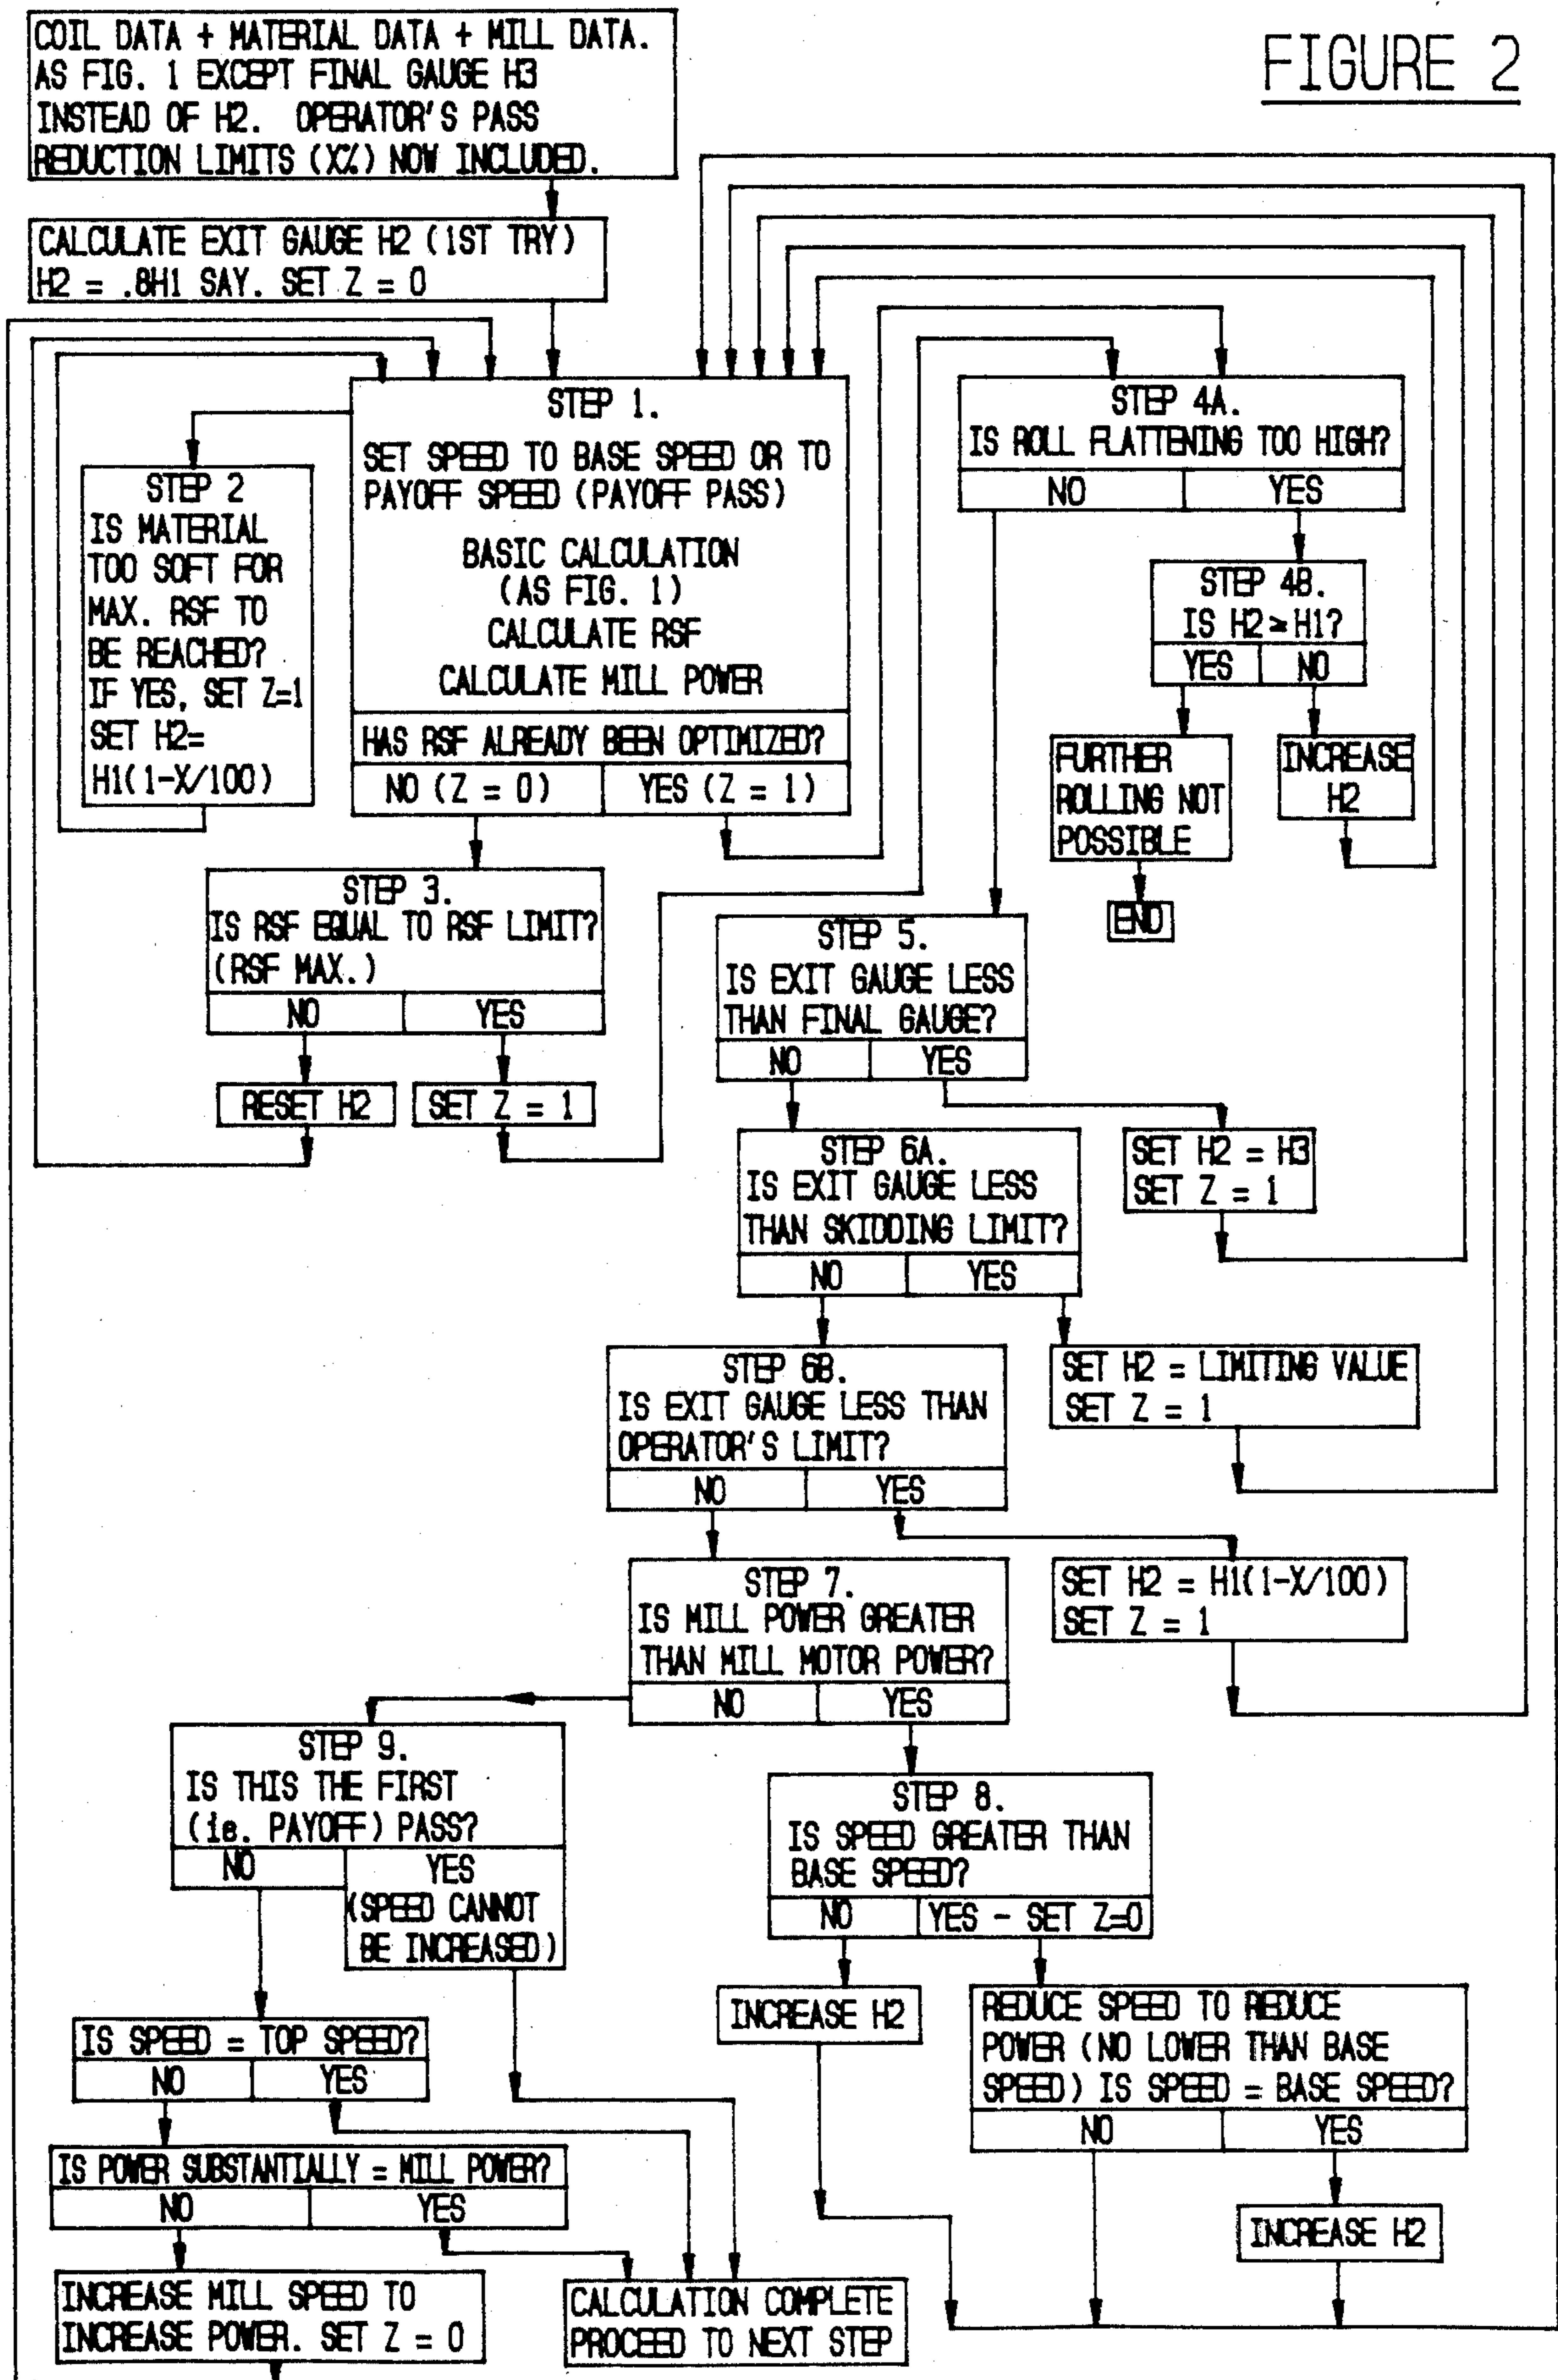 FIGURE 2
COIL DATA + MATERIAL DATA + MILL DATA.
AS FIG. 1 EXCEPT FINAL GAUGE H3
INSTEAD OF H2. OPERATOR'S PASS
REDUCTION LIMITS (X%) NOW INCLUDED.
CALCULATE EXIT GAUGE H2 (1ST TRY)
H2 = .8H1 SAY. SET Z = 0
STEP 1.
SET SPEED TO BASE SPEED OR TO
PAYOFF SPEED (PAYOFF PASS)
BASIC CALCULATION
(AS FIG. 1)
CALCULATE RSF
CALCULATE MILL POWER
HAS RSF ALREADY BEEN OPTIMIZED?
NO (Z = 0)
YES (Z = 1)
STEP 2
IS MATERIAL
TOO SOFT FOR
MAX. RSF TO
BE REACHED?
IF YES, SET Z=1
SET H2=
H1(1-X/100)
STEP 3.
IS RSF EQUAL TO RSF LIMIT?
(RSF MAX.)
NO
YES
RESET H2
SET Z = 1
STEP 4A.
IS ROLL FLATTENING TOO HIGH?
NO
YES
STEP 4B.
IS H2 ≥ H1?
YES
NO
FURTHER
ROLLING NOT
POSSIBLE
INCREASE
H2
END
STEP 5.
IS EXIT GAUGE LESS
THAN FINAL GAUGE?
NO
YES
SET H2 = H3
SET Z = 1
STEP 6A.
IS EXIT GAUGE LESS
THAN SKIDDING LIMIT?
NO
YES
SET H2 = LIMITING VALUE
SET Z = 1
STEP 6B.
IS EXIT GAUGE LESS THAN
OPERATOR'S LIMIT?
NO
YES
SET H2 = H1(1-X/100)
SET Z = 1
STEP 7.
IS MILL POWER GREATER
THAN MILL MOTOR POWER?
NO
YES
STEP 8.
IS SPEED GREATER THAN
BASE SPEED?
NO
YES - SET Z=0
INCREASE H2
REDUCE SPEED TO REDUCE
POWER (NO LOWER THAN BASE
SPEED) IS SPEED = BASE SPEED?
NO
YES
INCREASE H2
STEP 9.
IS THIS THE FIRST
(ie. PAYOFF) PASS?
NO
YES
(SPEED CANNOT
BE INCREASED)
IS SPEED = TOP SPEED?
NO
YES
IS POWER SUBSTANTIALLY = MILL POWER?
NO
YES
INCREASE MILL SPEED TO
INCREASE POWER. SET Z = 0
CALCULATION COMPLETE
PROCEED TO NEXT STEP